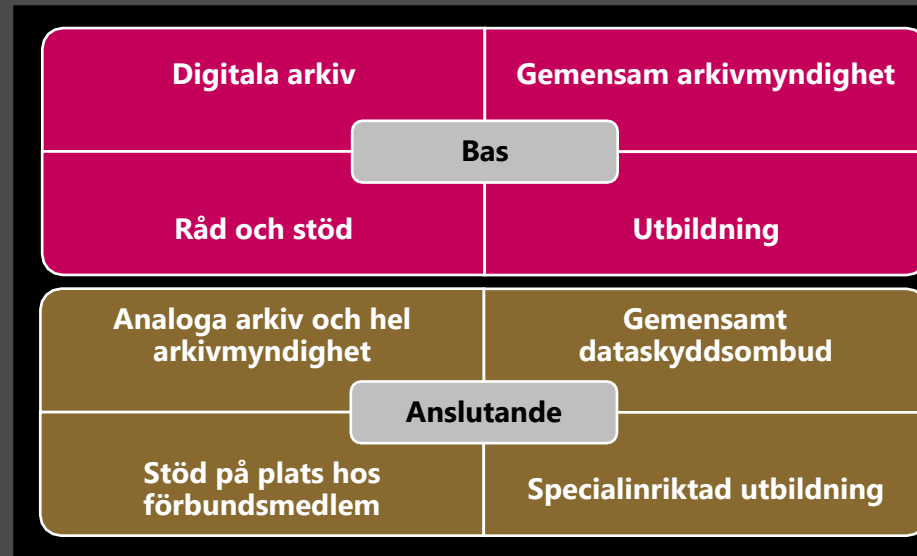 Digitala arkiv
Gemensam arkivmyndighet
Bas
Råd och stöd
Utbildning
Analoga arkiv och hel
arkivmyndighet
Gemensamt
dataskyddsombud
Anslutande
Stöd på plats hos
förbundsmedlem
Specialinriktad utbildning